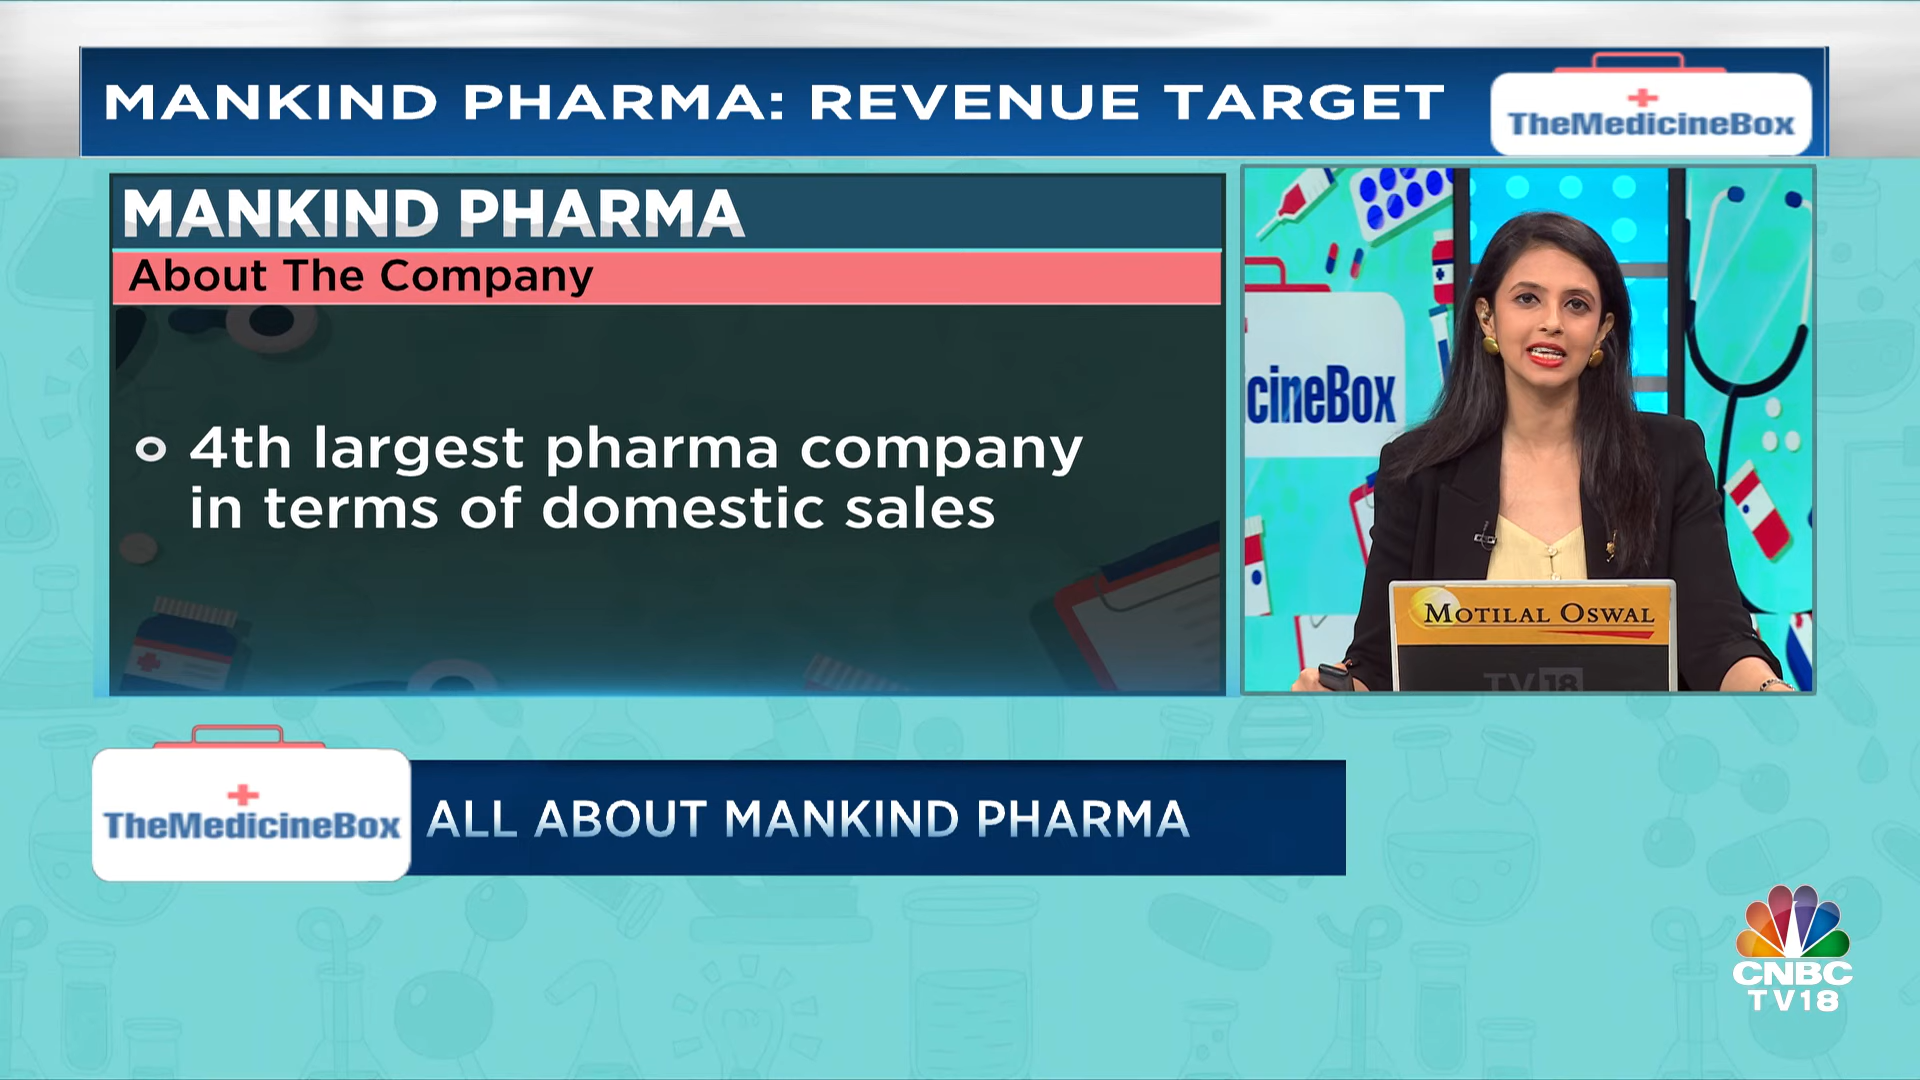 MANKIND PHARMA: REVENUE TARGET
TheMedicineBox
MANKIND PHARMA
About The Company
o 4th largest pharma company
in terms of domestic sales
cineBox
MOTILAL OSWAL
TV18
TheMedicineBox
ALL ABOUT MANKIND PHARMA
CNBC
TV18